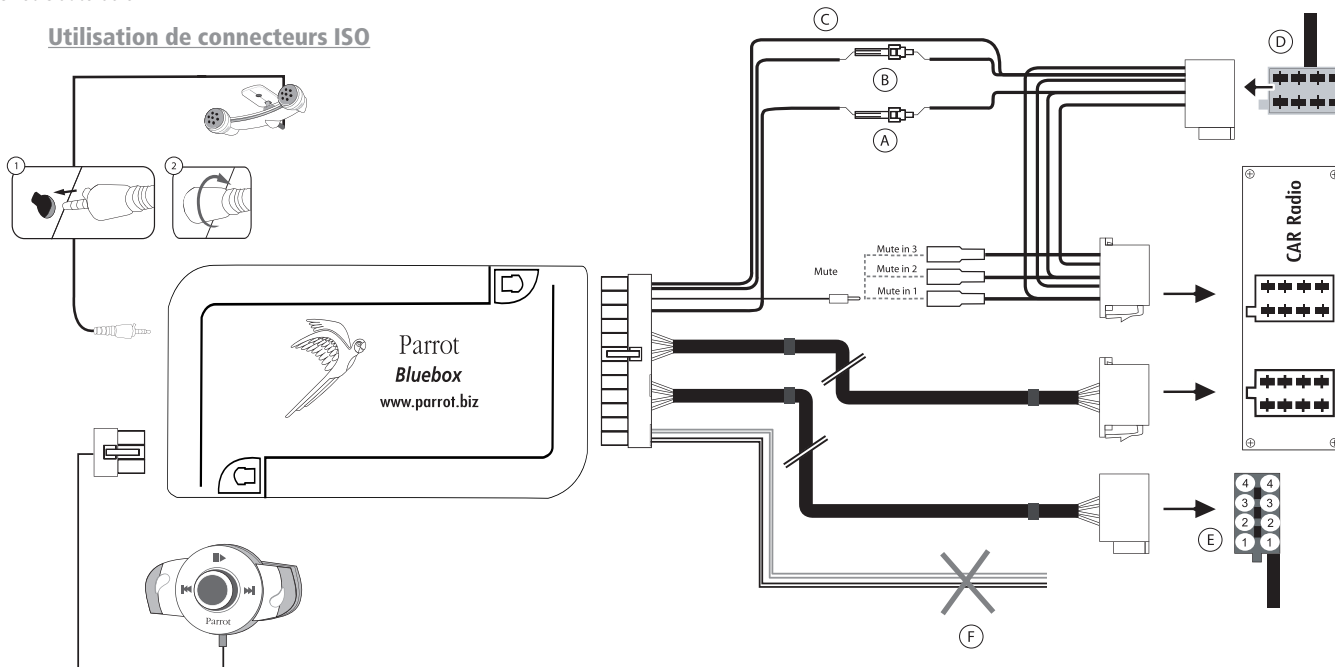 Utilisation de connecteurs ISO
C
D
B
A
1
2
CAR Radio
Mute in 3
Mute in 2
Mute in 1
Mute
Parrot
Bluebox
www.parrot.biz
4 4
3 3
2 2
1 1
E
F
Parrot